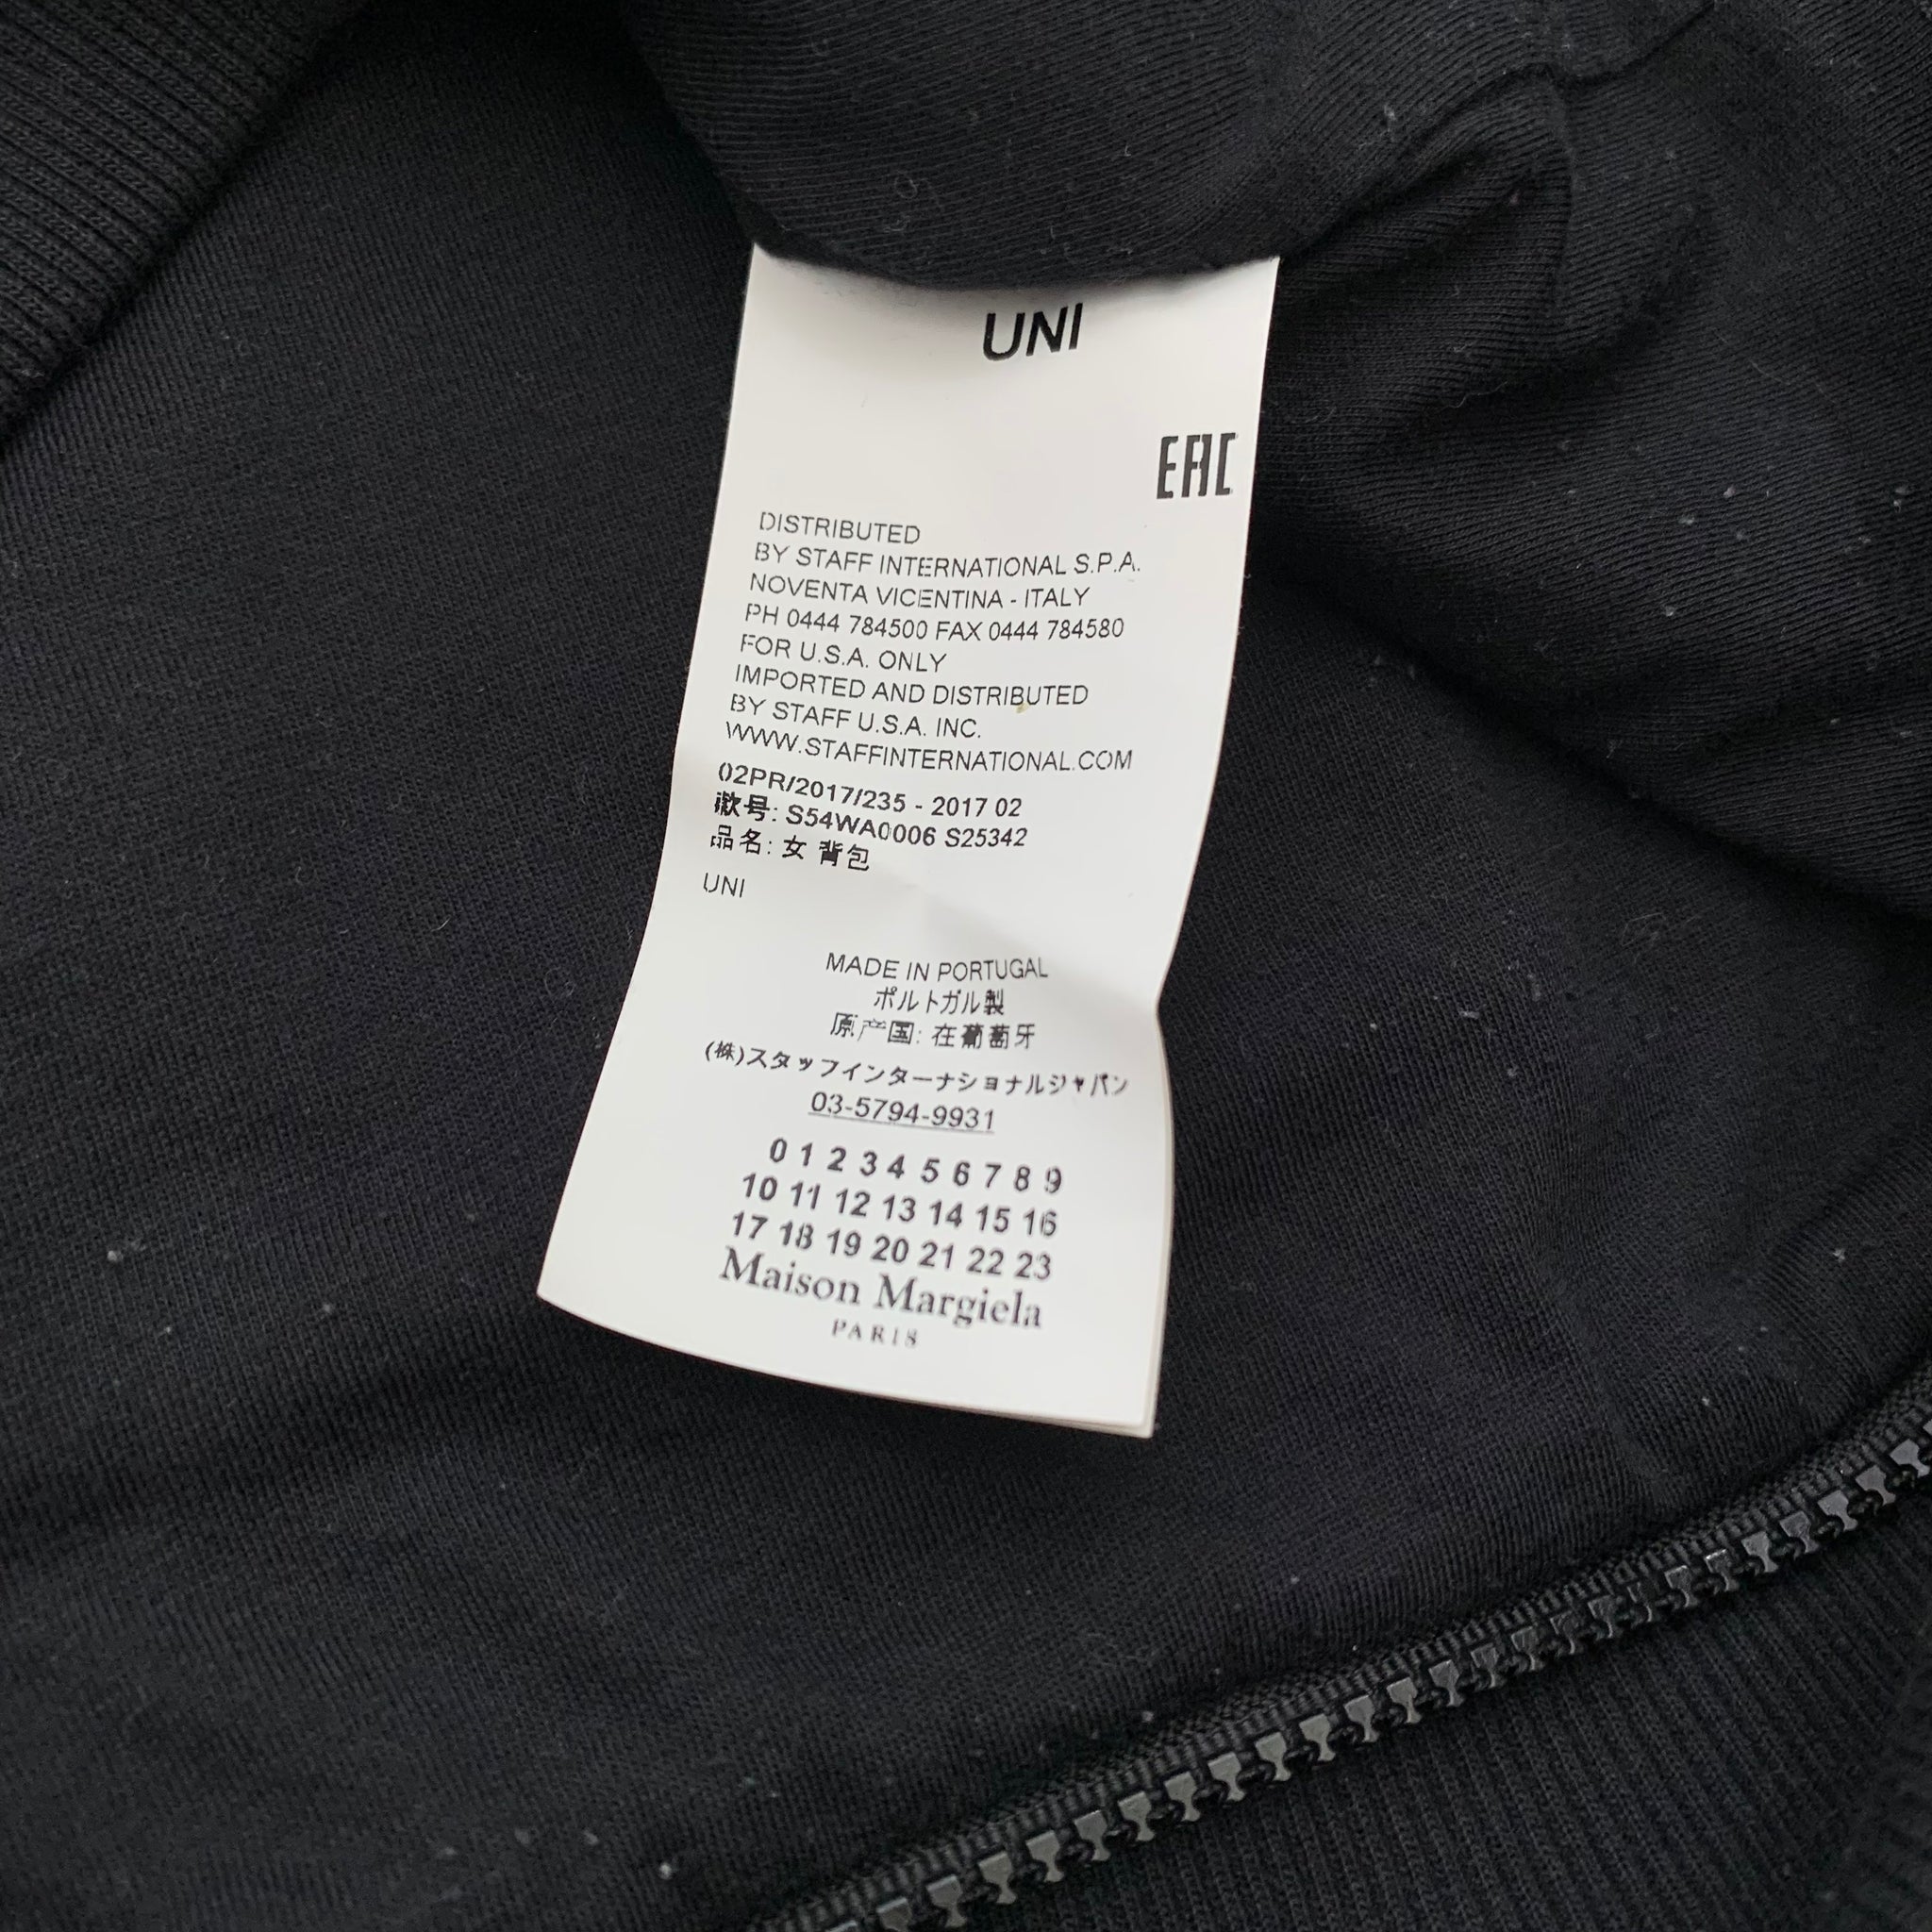 UNI
EAC
DISTRIBUTED
BY STAFF INTERNATIONAL S.P.A.
NOVENTA VICENTINA - ITALY
PH 0444 784500 FAX 0444 784580
FOR U.S.A. ONLY
IMPORTED AND DISTRIBUTED
BY STAFF U.S.A. INC.
WWW.STAFFINTERNATIONAL.COM
02PR/2017/235 - 2017 02
款号: S54WA0006 S25342
品名: 女 背包
UNI
MADE IN PORTUGAL
ポルトガル製
原产国: 在葡萄牙
(株)スタッフインターナショナルジャパン
03-5794-9931
0 1 2 3 4 5 6 7 8 9
10 11 12 13 14 15 16
17 18 19 20 21 22 23
Maison Margiela
PARIS